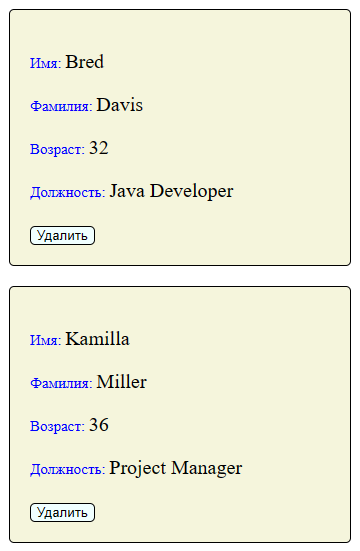 Имя: Bred
Фамилия: Davis
Возраст: 32
Должность: Java Developer
Удалить
Имя: Kamilla
Фамилия: Miller
Возраст: 36
Должность: Project Manager
Удалить